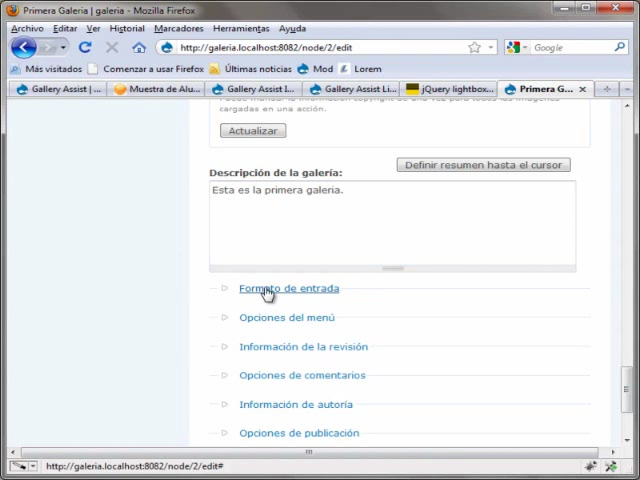 Primera Galeria | galeria - Mozilla Firefox
Archivo Editar Ver Historial Marcadores Herramientas Ayuda
http://galeria.localhost:8082/node/2/edit
Google
Más visitados Comenzar a usar Firefox Últimas noticias Mod Lorem
Gallery Assist | ... Muestra de Alu... Gallery Assist I... Gallery Assist Li... jQuery lightbox... Primera G...
cargadas en una acción.
Actualizar
Definir resumen hasta el cursor
Descripción de la galería:
Esta es la primera galeria.
Formato de entrada
Opciones del menú
Información de la revisión
Opciones de comentarios
Información de autoría
Opciones de publicación
http://galeria.localhost:8082/node/2/edit#